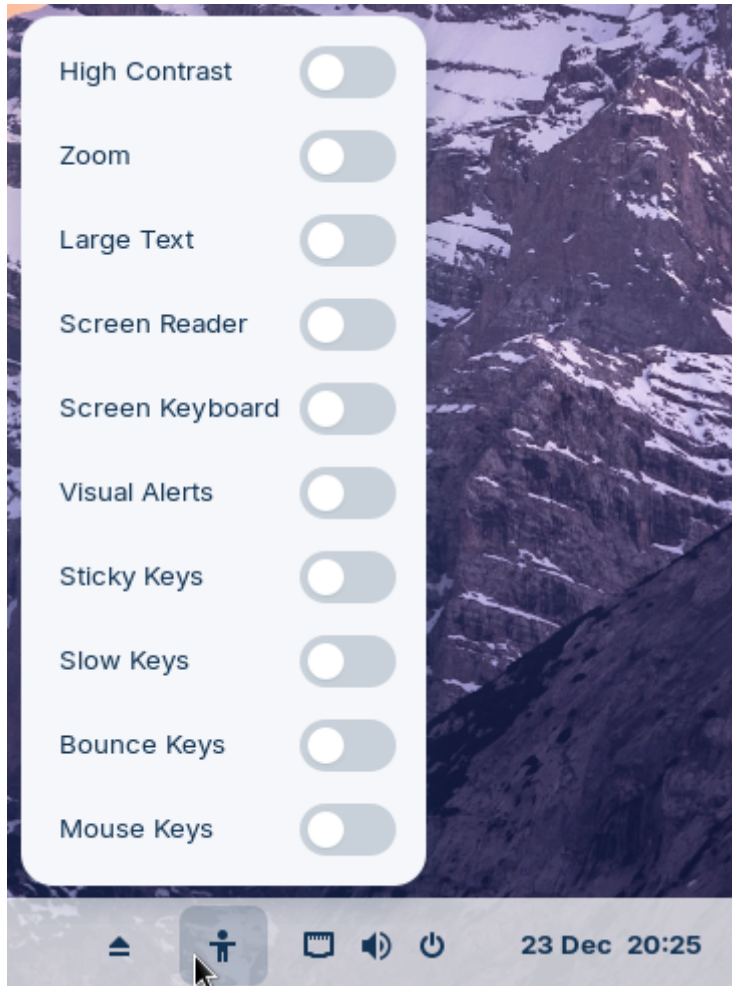 High Contrast
Zoom
Large Text
Screen Reader
Screen Keyboard
Visual Alerts
Sticky Keys
Slow Keys
Bounce Keys
Mouse Keys
23 Dec 20:25